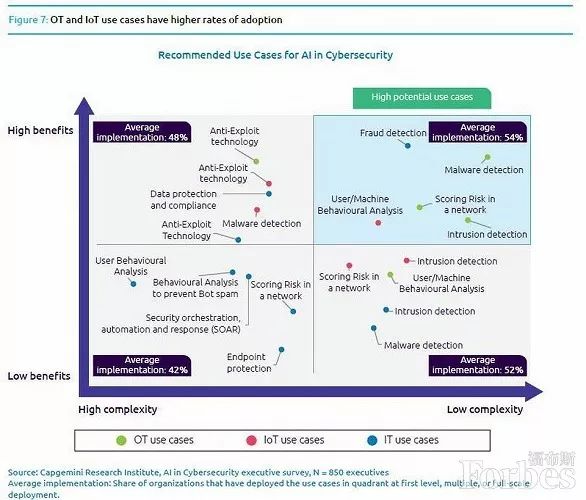 Figure 7: OT and IoT use cases have higher rates of adoption
Recommended Use Cases for AI in Cybersecurity
High potential use cases
High benefits
Average
implementation: 48%
Anti-Exploit
technology
Anti-Exploit
technology
Data protection
and compliance
Malware detection
Anti-Exploit
Technology
Fraud detection
Average
implementation: 54%
Malware detection
User/Machine
Behavioural Analysis
Scoring Risk in
a network
Intrusion detection
User Behavioural
Analysis
Behavioural Analysis
to prevent Bot spam
Scoring Risk in
a network
Security orchestration,
automation and response (SOAR)
Endpoint
protection
Average
implementation: 42%
Scoring Risk in
a network
Intrusion detection
User/Machine
Behavioural Analysis
Intrusion detection
Malware detection
Average
implementation: 52%
Low benefits
High complexity
Low complexity
OT use cases
IoT use cases
IT use cases
Source: Capgemini Research Institute, AI in Cybersecurity executive survey, N = 850 executives
Average implementation: Share of organizations that have deployed the use cases in quadrant at first level, multiple, or full-scale
deployment.
福布斯
Forbes